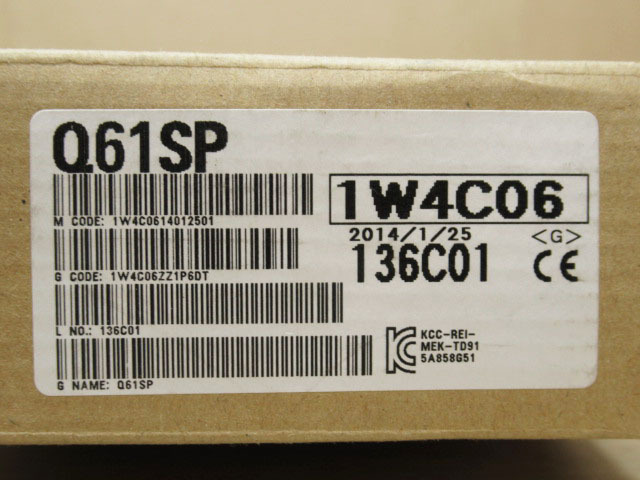 Q61SP
M CODE: 1W4C0614012501
1W4C06
2014/1/25 <G>
G CODE: 1W4C06ZZ1P6DT
136C01 CE
L NO.: 136C01
KCC-REI-
MEK-TD91
5A858G51
G NAME: Q61SP